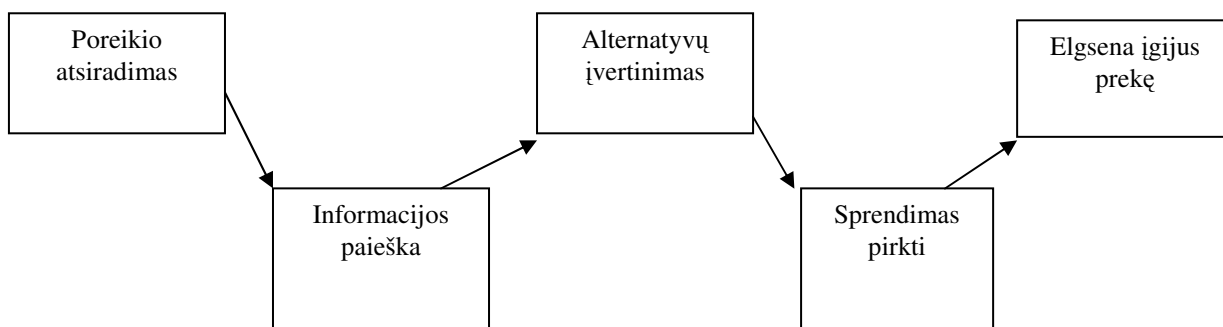 Poreikio
atsiradimas
Informacijos
paieška
Alternatyvų
įvertinimas
Sprendimas
pirkti
Elgsena įgijus
prekę